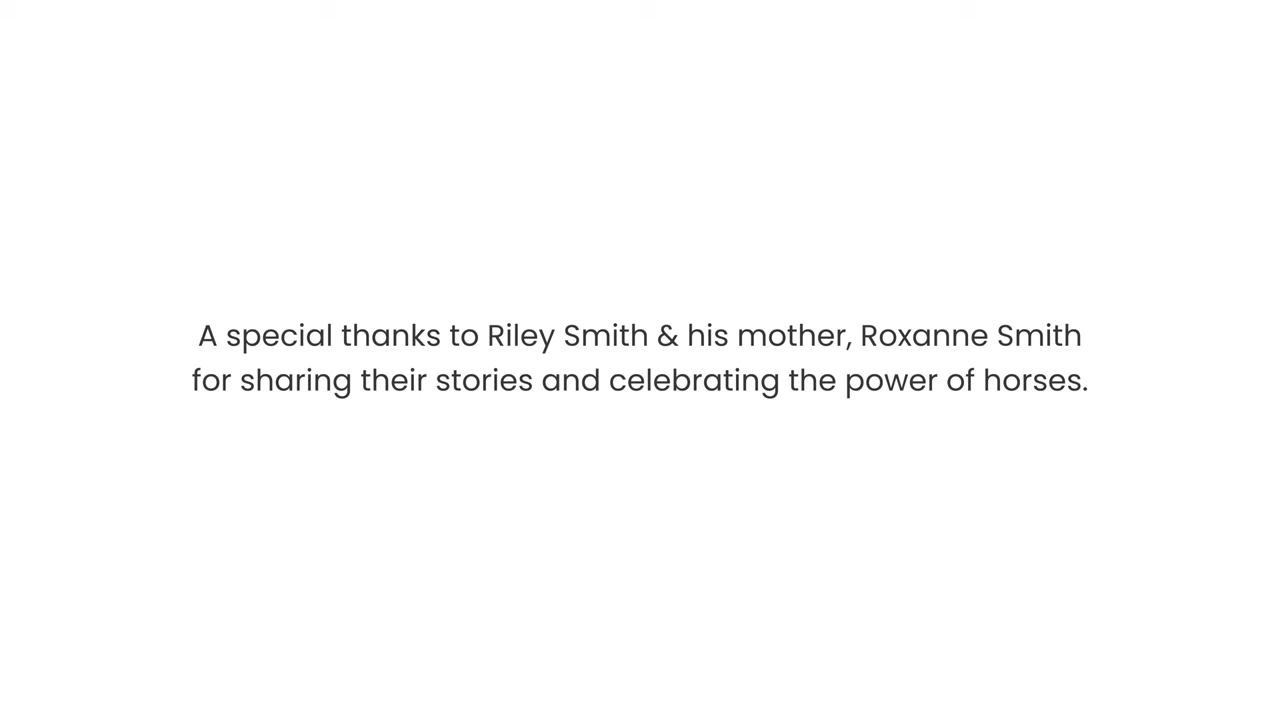 A special thanks to Riley Smith & his mother, Roxanne Smith
for sharing their stories and celebrating the power of horses.